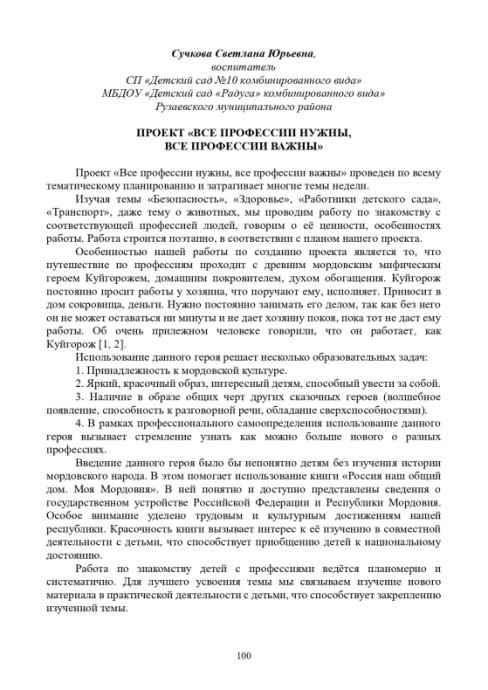 Сучкова Светлана Юрьевна,
воспитатель
СП «Детский сад №10 комбинированного вида»
МБДОУ «Детский сад «Радуга» комбинированного вида»
Рузаевского муниципального района
ПРОЕКТ «ВСЕ ПРОФЕССИИ НУЖНЫ,
ВСЕ ПРОФЕССИИ ВАЖНЫ»
Проект «Все профессии нужны, все профессии важны» проведен по всему
тематическому планированию и затрагивает многие темы недели.
Изучая темы «Безопасность», «Здоровье», «Работники детского сада»,
«Транспорт», даже тему о животных, мы проводим работу по знакомству с
соответствующей профессией людей, говорим о её ценности, особенностях
работы. Работа строится поэтапно, в соответствии с планом нашего проекта.
Особенностью нашей работы по созданию проекта является то, что
путешествие по профессиям проходит с древним мордовским мифическим
героем Куйгорожем, домашним покровителем, духом обогащения. Куйгорож
постоянно просит работы у хозяина, что поручают ему, исполняет. Приносит в
дом сокровища, деньги. Нужно постоянно занимать его делом, так как без него
он не может оставаться ни минуты и не дает хозяину покоя, пока тот не даст ему
работы. Об очень прилежном человеке говорили, что он работает, как
Куйгорож [1, 2].
Использование данного героя решает несколько образовательных задач:
1. Принадлежность к мордовской культуре.
2. Яркий, красочный образ, интересный детям, способный увести за собой.
3. Наличие в образе общих черт других сказочных героев (волшебное
появление, способность к разговорной речи, обладание сверхспособностями).
4. В рамках профессионального самоопределения использование данного
героя вызывает стремление узнать как можно больше нового о разных
профессиях.
Введение данного героя было бы непонятно детям без изучения истории
мордовского народа. В этом помогает использование книги «Россия наш общий
дом. Моя Мордовия». В ней понятно и доступно представлены сведения о
государственном устройстве Российской Федерации и Республики Мордовия.
Особое внимание уделено трудовым и культурным достижениям нашей
республики. Красочность книги вызывает интерес к её изучению в совместной
деятельности с детьми, что способствует приобщению детей к национальному
достоянию.
Работа по знакомству детей с профессиями ведётся планомерно и
систематично. Для лучшего усвоения темы мы связываем изучение нового
материала в практической деятельности с детьми, что способствует закреплению
изученной темы.
100